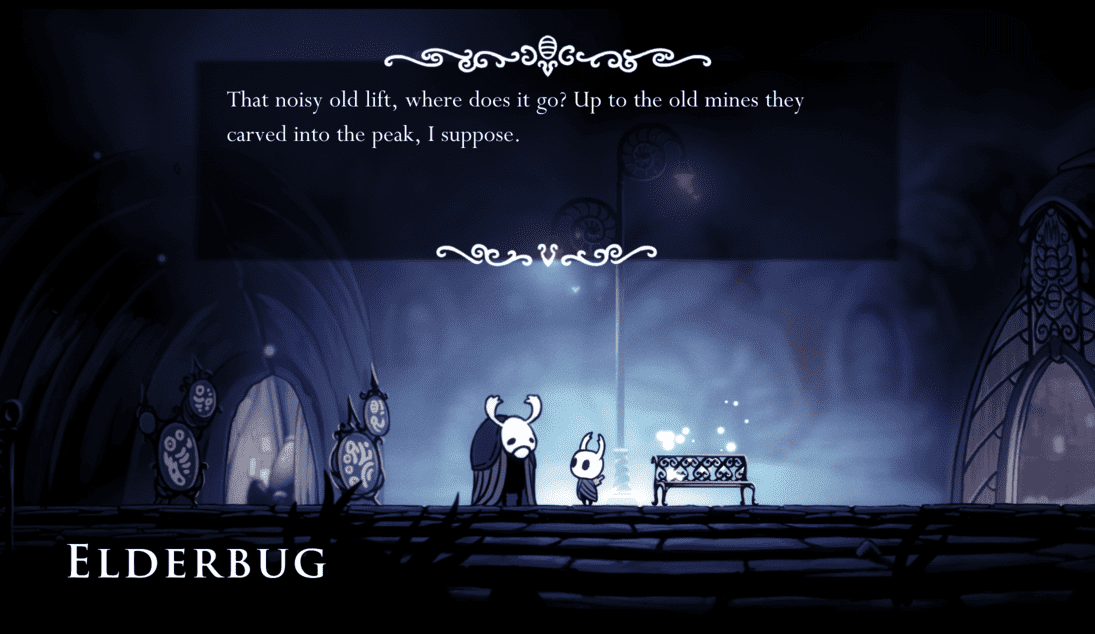 That noisy old lift, where does it go? Up to the old mines they
carved into the peak, I suppose.
ELDERBUG